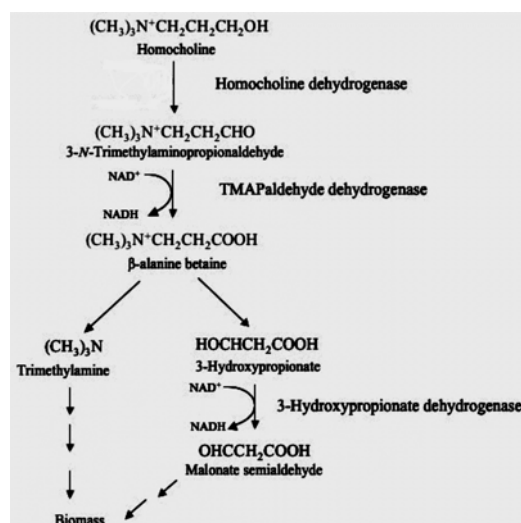 (CH₃)₃N⁺CH₂CH₂CH₂OH
Homocholine
Homocholine dehydrogenase
(CH₃)₃N⁺CH₂CH₂CHO
3-N-Trimethylaminopropionaldehyde
NAD⁺
TMAPaldehyde dehydrogenase
NADH
(CH₃)₃N⁺CH₂CH₂COOH
β-alanine betaine
(CH₃)₃N
Trimethylamine
HOCHCH₂COOH
3-Hydroxypropionate
NAD⁺
3-Hydroxypropionate dehydrogenase
NADH
OHCCH₂COOH
Malonate semialdehyde
Biomass